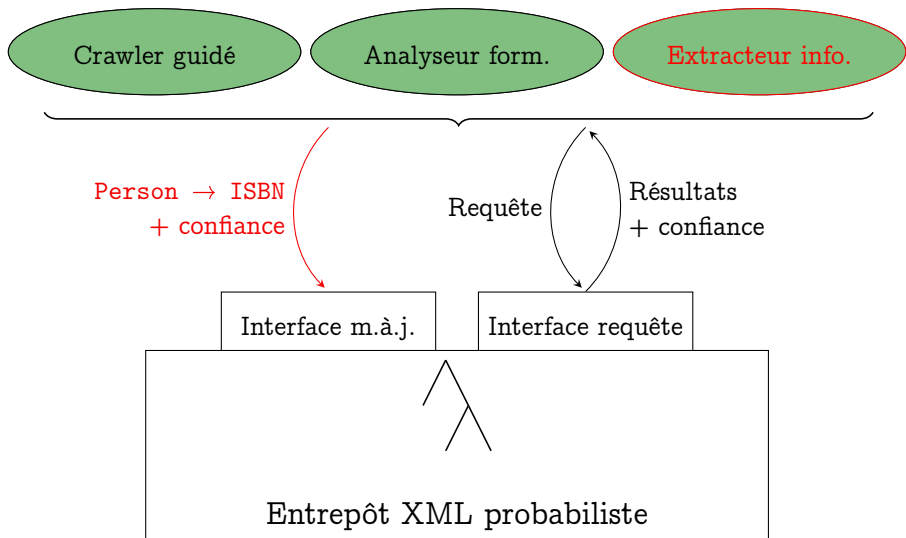 Crawler guidé
Analyseur form.
Extracteur info.
Person → ISBN
+ confiance
Requête
Résultats
+ confiance
Interface m.à.j.
Interface requête
Entrepôt XML probabiliste